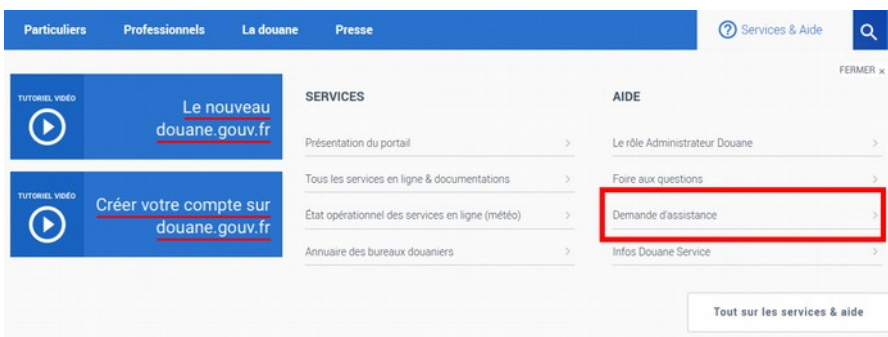 Particuliers
Professionnels
La douane
Presse
? Services & Aide
FERMER ×
TUTORIEL VIDÉO
Le nouveau
douane.gouv.fr
TUTORIEL VIDÉO
Créer votre compte sur
douane.gouv.fr
SERVICES
Présentation du portail
Tous les services en ligne & documentations
État opérationnel des services en ligne (météo)
Annuaire des bureaux douaniers
AIDE
Le rôle Administrateur Douane
Foire aux questions
Demande d'assistance
Infos Douane Service
Tout sur les services & aide